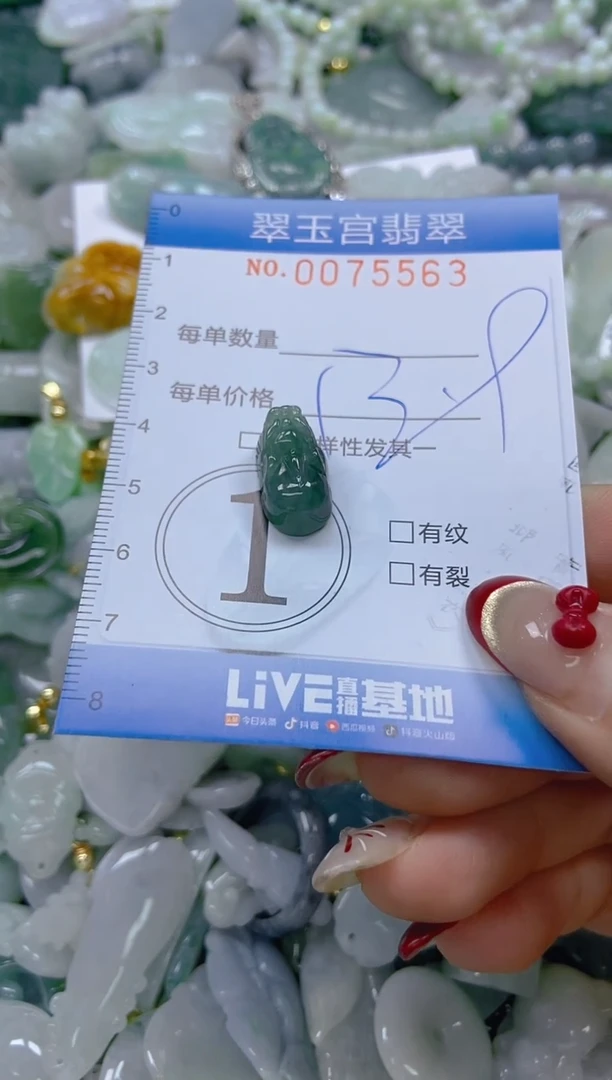 翠玉宫翡翠
NO.0075563
每单数量
每单价格
样性发其一
1
有纹
有裂
LiVE直播基地
今日头条 抖音 西瓜视频 抖音火山版
0
1
2
3
4
5
6
7
8